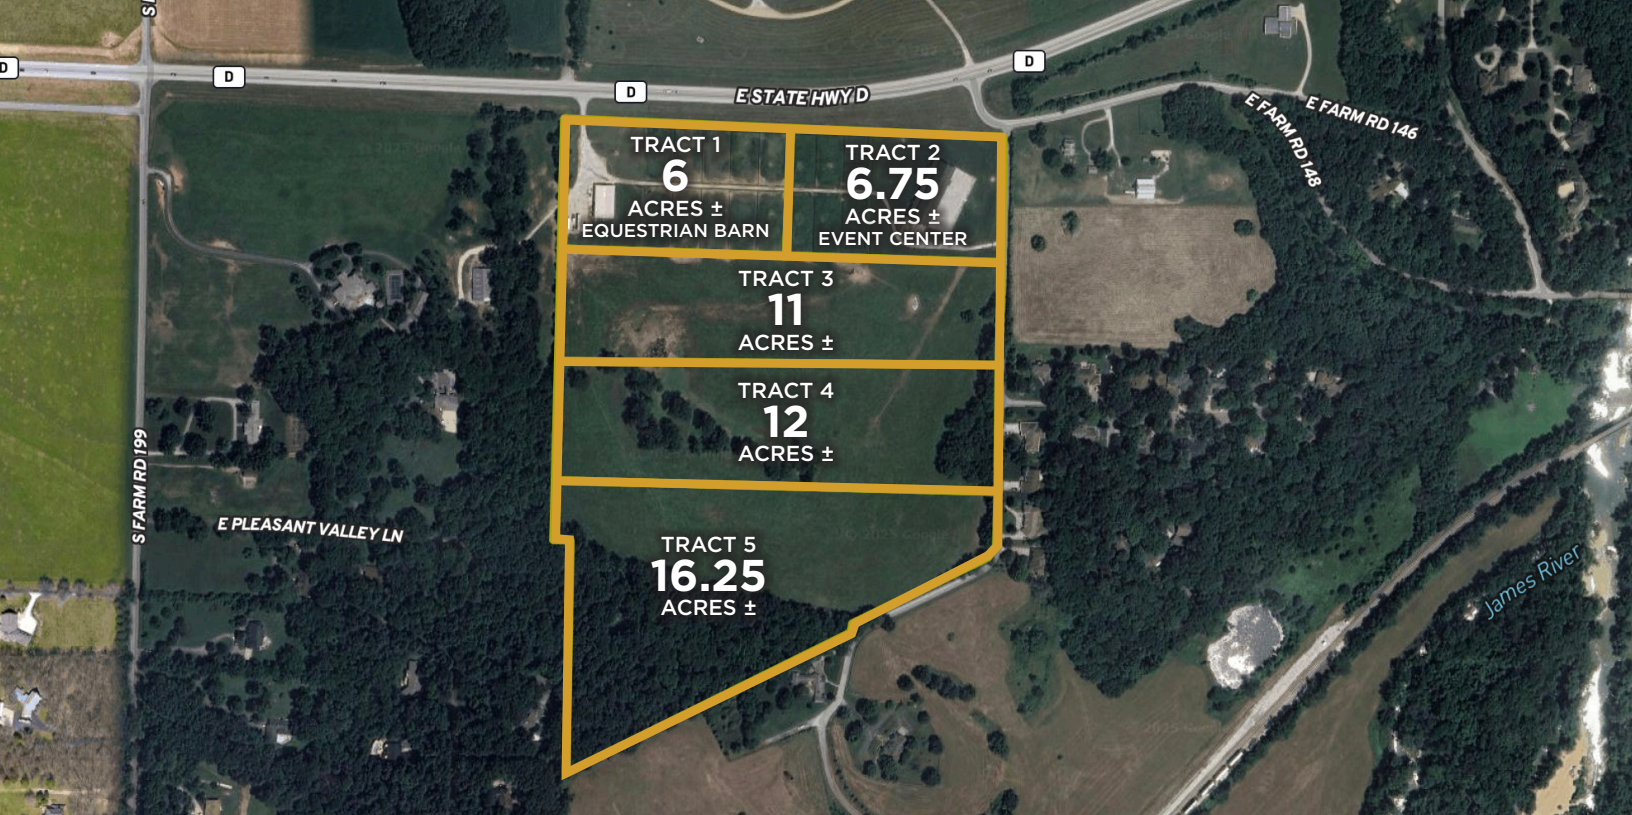 S
D
D
D
D
E STATE HWY D
E FARM RD 146
E FARM RD 148
TRACT 1
6
ACRES ±
EQUESTRIAN BARN
TRACT 2
6.75
ACRES ±
EVENT CENTER
TRACT 3
11
ACRES ±
TRACT 4
12
ACRES ±
S FARM RD 199
E PLEASANT VALLEY LN
TRACT 5
16.25
ACRES ±
James River